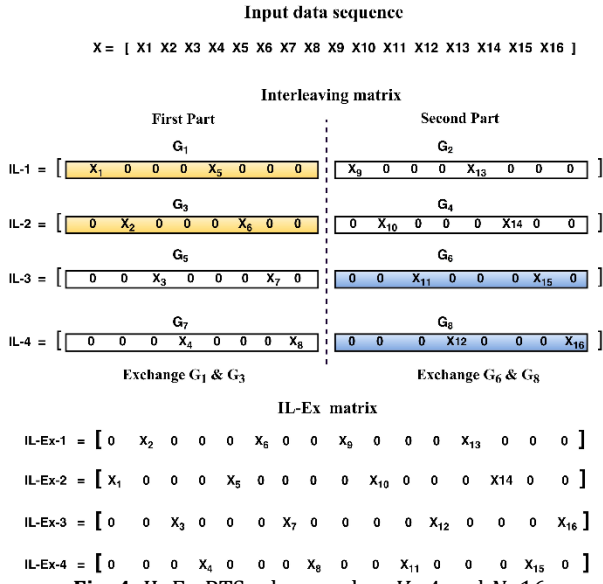 Input data sequence
X = [ X1 X2 X3 X4 X5 X6 X7 X8 X9 X10 X11 X12 X13 X14 X15 X16 ]
Interleaving matrix
First Part Second Part
G₁ G₂
IL-1 = [ X₁ 0 0 0 X₅ 0 0 0 X₉ 0 0 0 X₁₃ 0 0 0 ]
G₃ G₄
IL-2 = [ 0 X₂ 0 0 0 X₆ 0 0 0 X₁₀ 0 0 0 X14 0 0 ]
G₅ G₆
IL-3 = [ 0 0 X₃ 0 0 0 X₇ 0 0 0 X₁₁ 0 0 0 X₁₅ 0 ]
G₇ G₈
IL-4 = [ 0 0 0 X₄ 0 0 0 X₈ 0 0 0 X12 0 0 0 X₁₆ ]
Exchange G₁ & G₃ Exchange G₆ & G₈
IL-Ex matrix
IL-Ex-1 = [ 0 X₂ 0 0 0 X₆ 0 0 X₉ 0 0 0 X₁₃ 0 0 0 ]
IL-Ex-2 = [ X₁ 0 0 0 X₅ 0 0 0 0 X₁₀ 0 0 0 X14 0 0 ]
IL-Ex-3 = [ 0 0 X₃ 0 0 0 X₇ 0 0 0 0 X₁₂ 0 0 0 X₁₆ ]
IL-Ex-4 = [ 0 0 0 X₄ 0 0 0 X₈ 0 0 X₁₁ 0 0 0 X₁₅ 0 ]